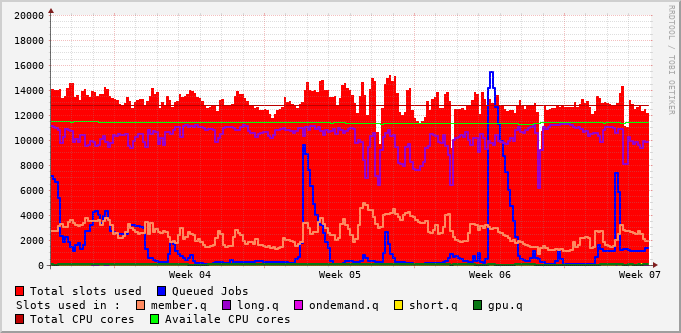 20000
18000
16000
14000
12000
10000
8000
6000
4000
2000
0
Week 04 Week 05 Week 06 Week 07
RRDTOOL / TOBI OETIKER
Total slots used Queued Jobs
Slots used in : member.q long.q ondemand.q short.q gpu.q
Total CPU cores Availale CPU cores